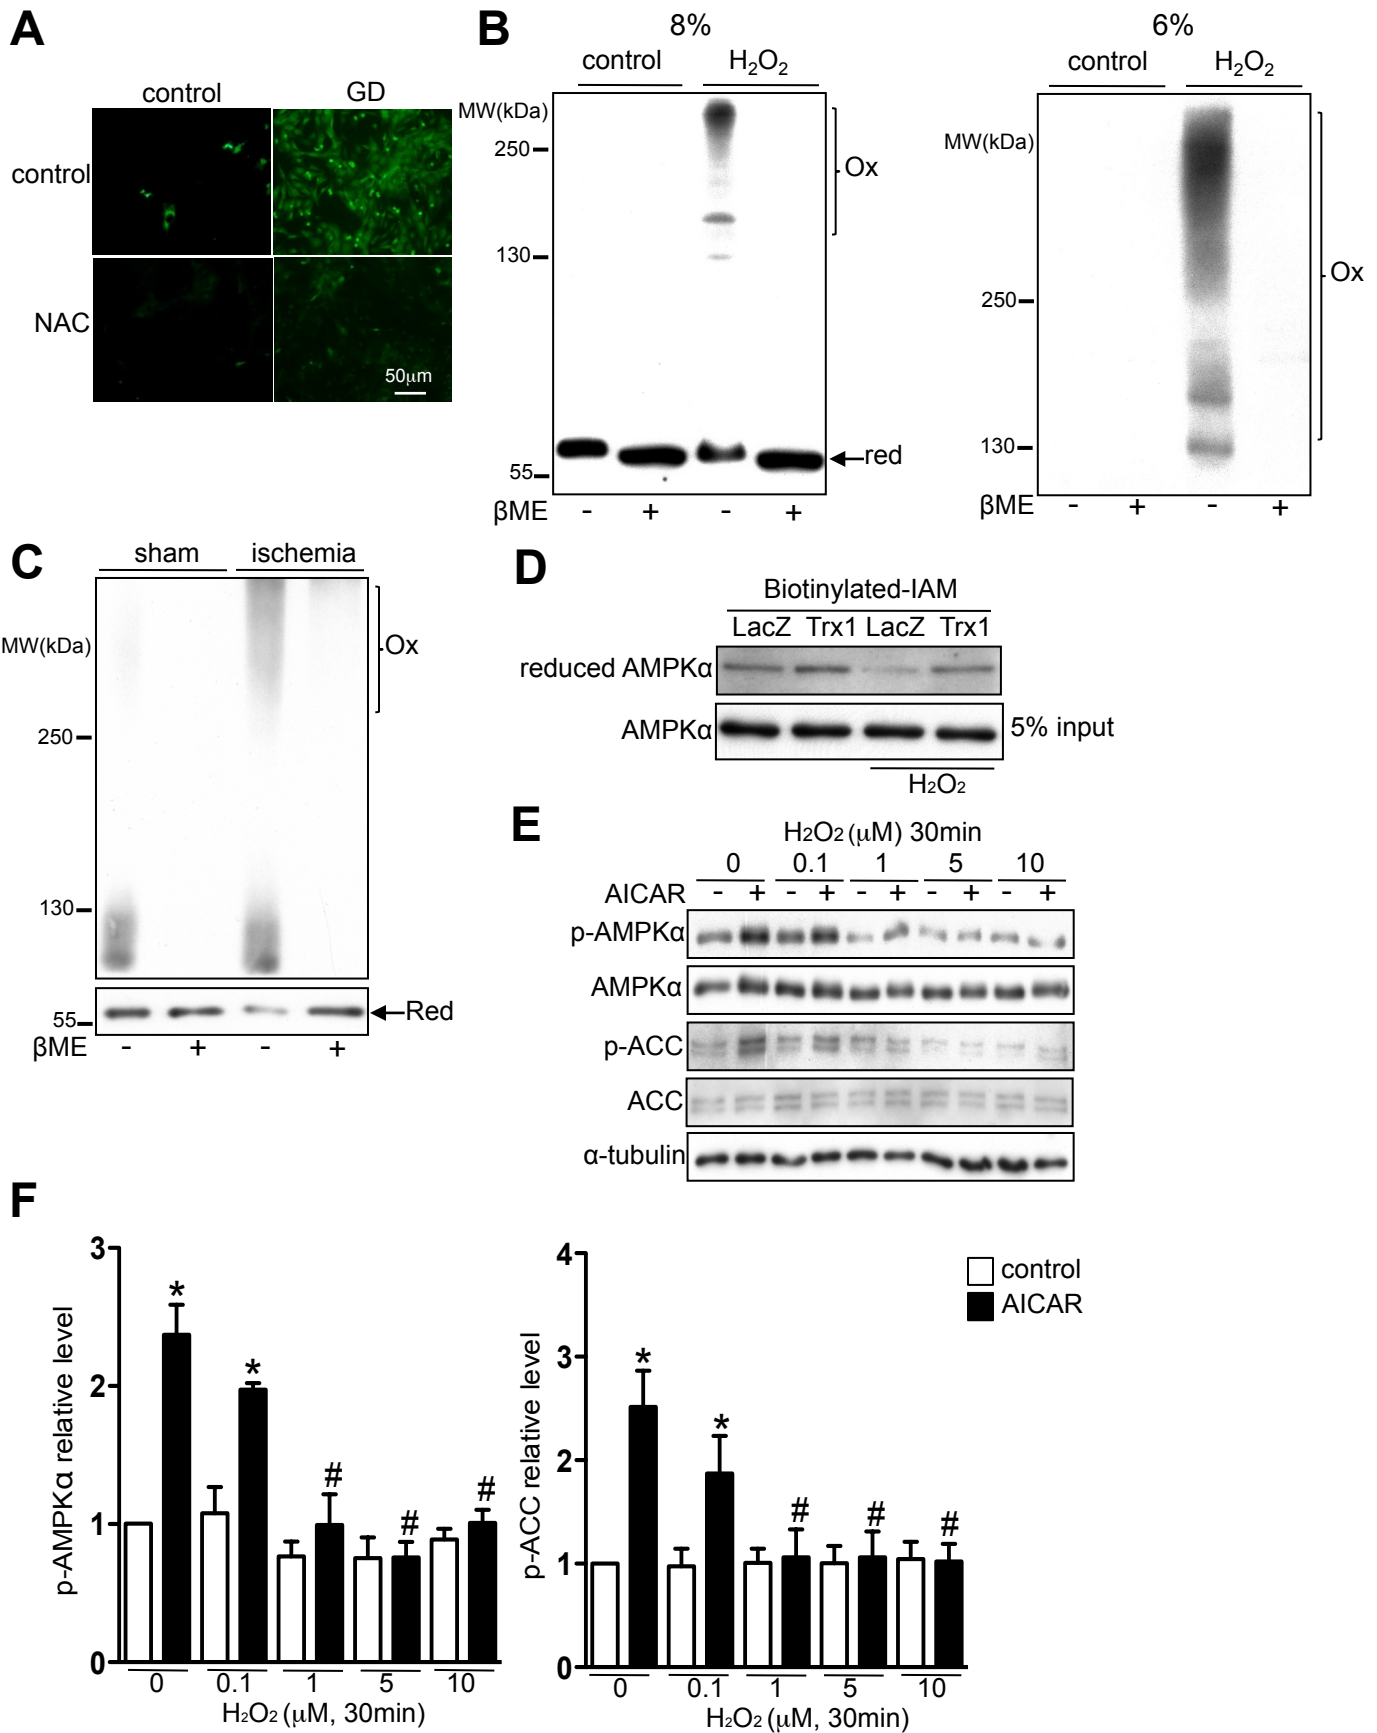 A
control GD
control
NAC
50μm
B
8%
control H₂O₂
MW(kDa)
250
130
55
Ox
red
βME - + - +
6%
control H₂O₂
MW(kDa)
250
130
Ox
βME - + - +
C
sham ischemia
MW(kDa)
250
130
55
Ox
Red
βME - + - +
D
Biotinylated-IAM
LacZ Trx1 LacZ Trx1
reduced AMPKα
AMPKα 5% input
H₂O₂
E
H₂O₂ (μM) 30min
0 0.1 1 5 10
AICAR - + - + - + - + - +
p-AMPKα
AMPKα
p-ACC
ACC
α-tubulin
F
p-AMPKα relative level
3
2
1
0
* * # # #
0 0.1 1 5 10
H₂O₂ (μM, 30min)
p-ACC relative level
4
3
2
1
0
* * # # #
0 0.1 1 5 10
H₂O₂ (μM, 30min)
control
AICAR